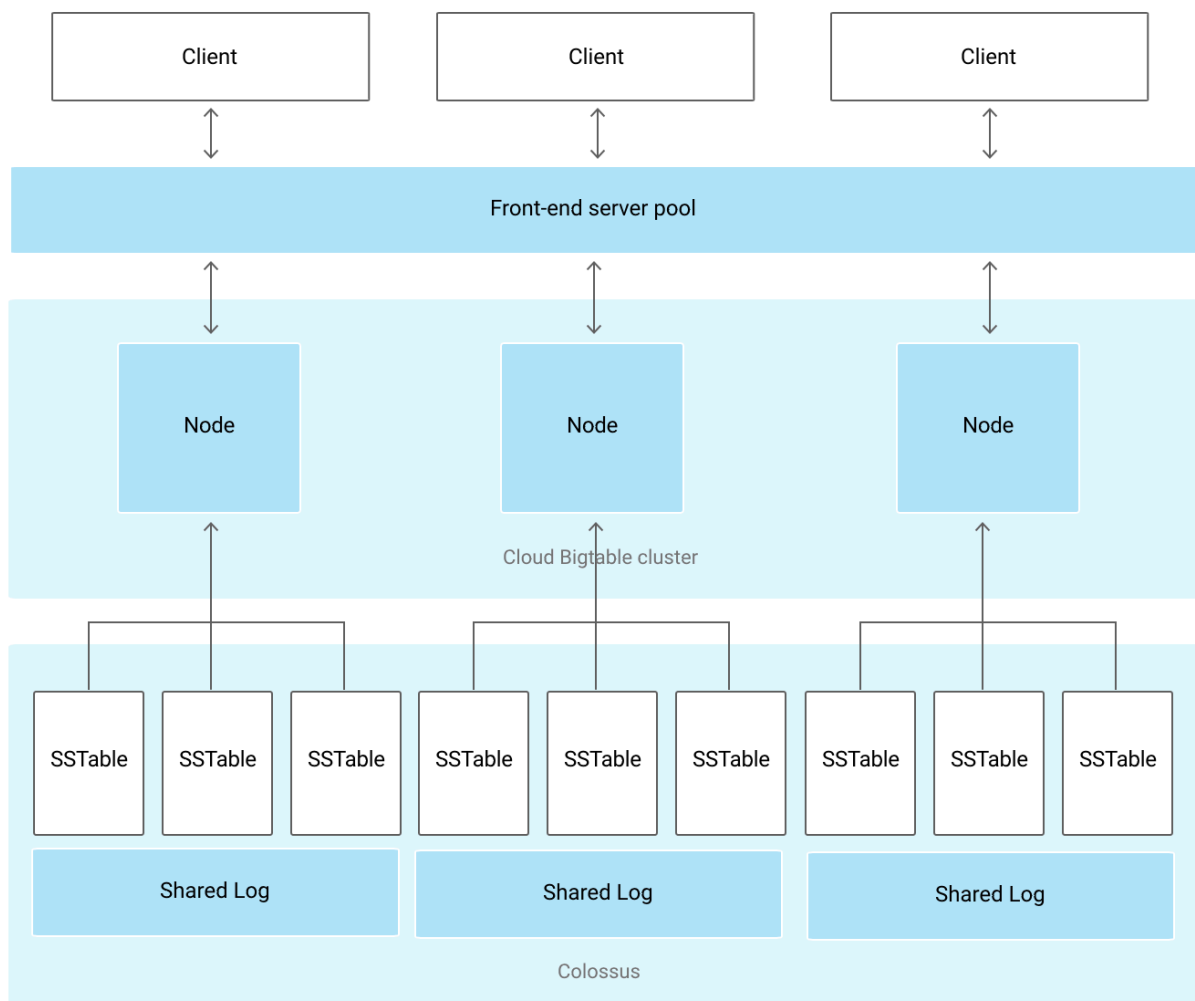 Client
Client
Client
Front-end server pool
Node
Node
Node
Cloud Bigtable cluster
SSTable
SSTable
SSTable
SSTable
SSTable
SSTable
SSTable
SSTable
SSTable
Shared Log
Shared Log
Shared Log
Colossus